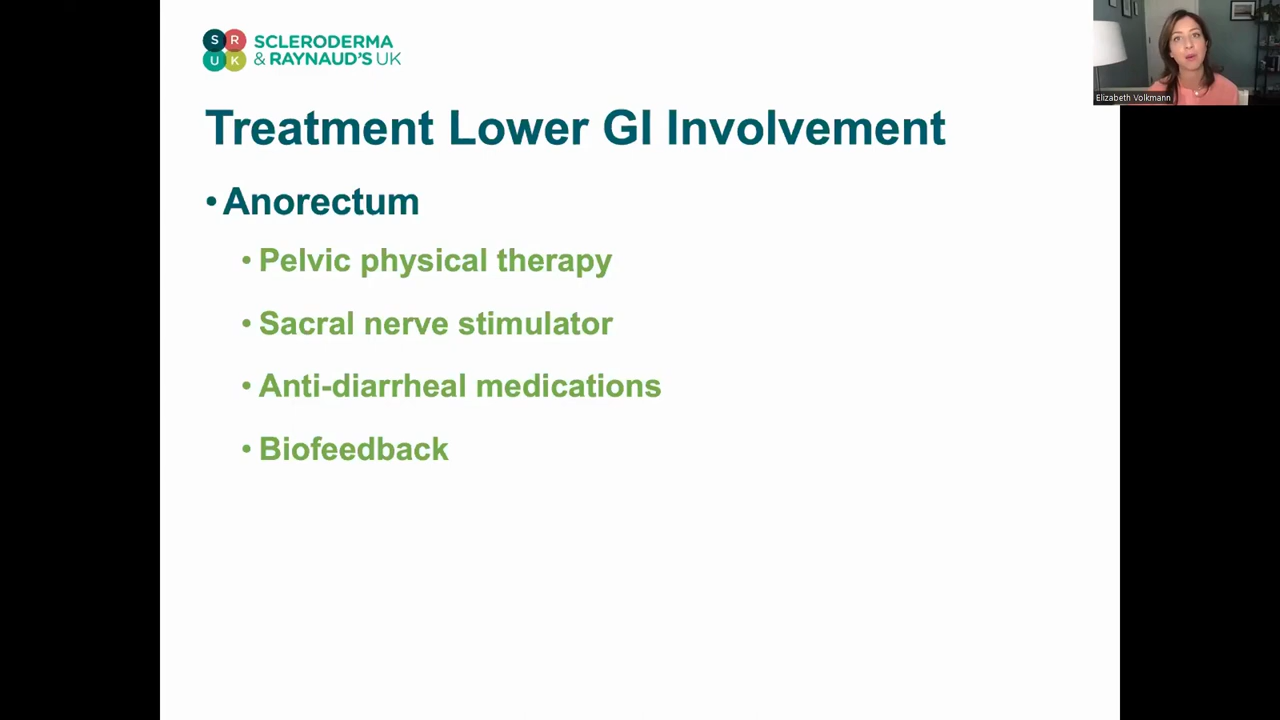 S R U K
SCLERODERMA
& RAYNAUD'S UK
Elizabeth Volkmann
Treatment Lower GI Involvement
• Anorectum
• Pelvic physical therapy
• Sacral nerve stimulator
• Anti-diarrheal medications
• Biofeedback